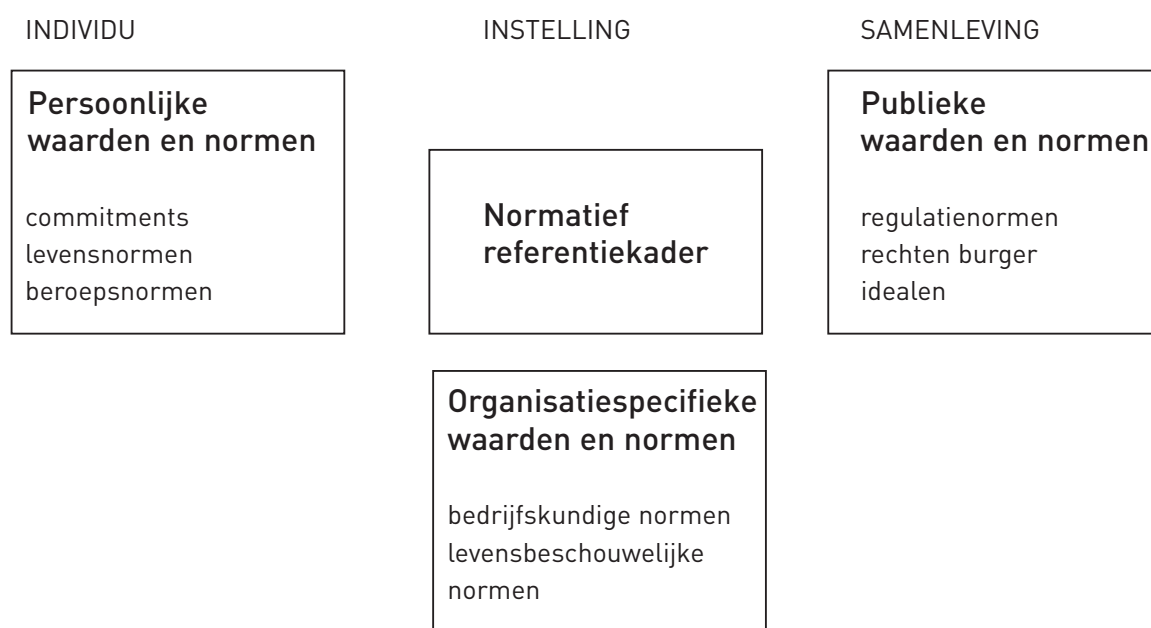 INDIVIDU
INSTELLING
SAMENLEVING
Persoonlijke
waarden en normen
commitments
levensnormen
beroepsnormen
Normatief
referentiekader
Publieke
waarden en normen
regulatienormen
rechten burger
idealen
Organisatiespecifieke
waarden en normen
bedrijfskundige normen
levensbeschouwelijke
normen